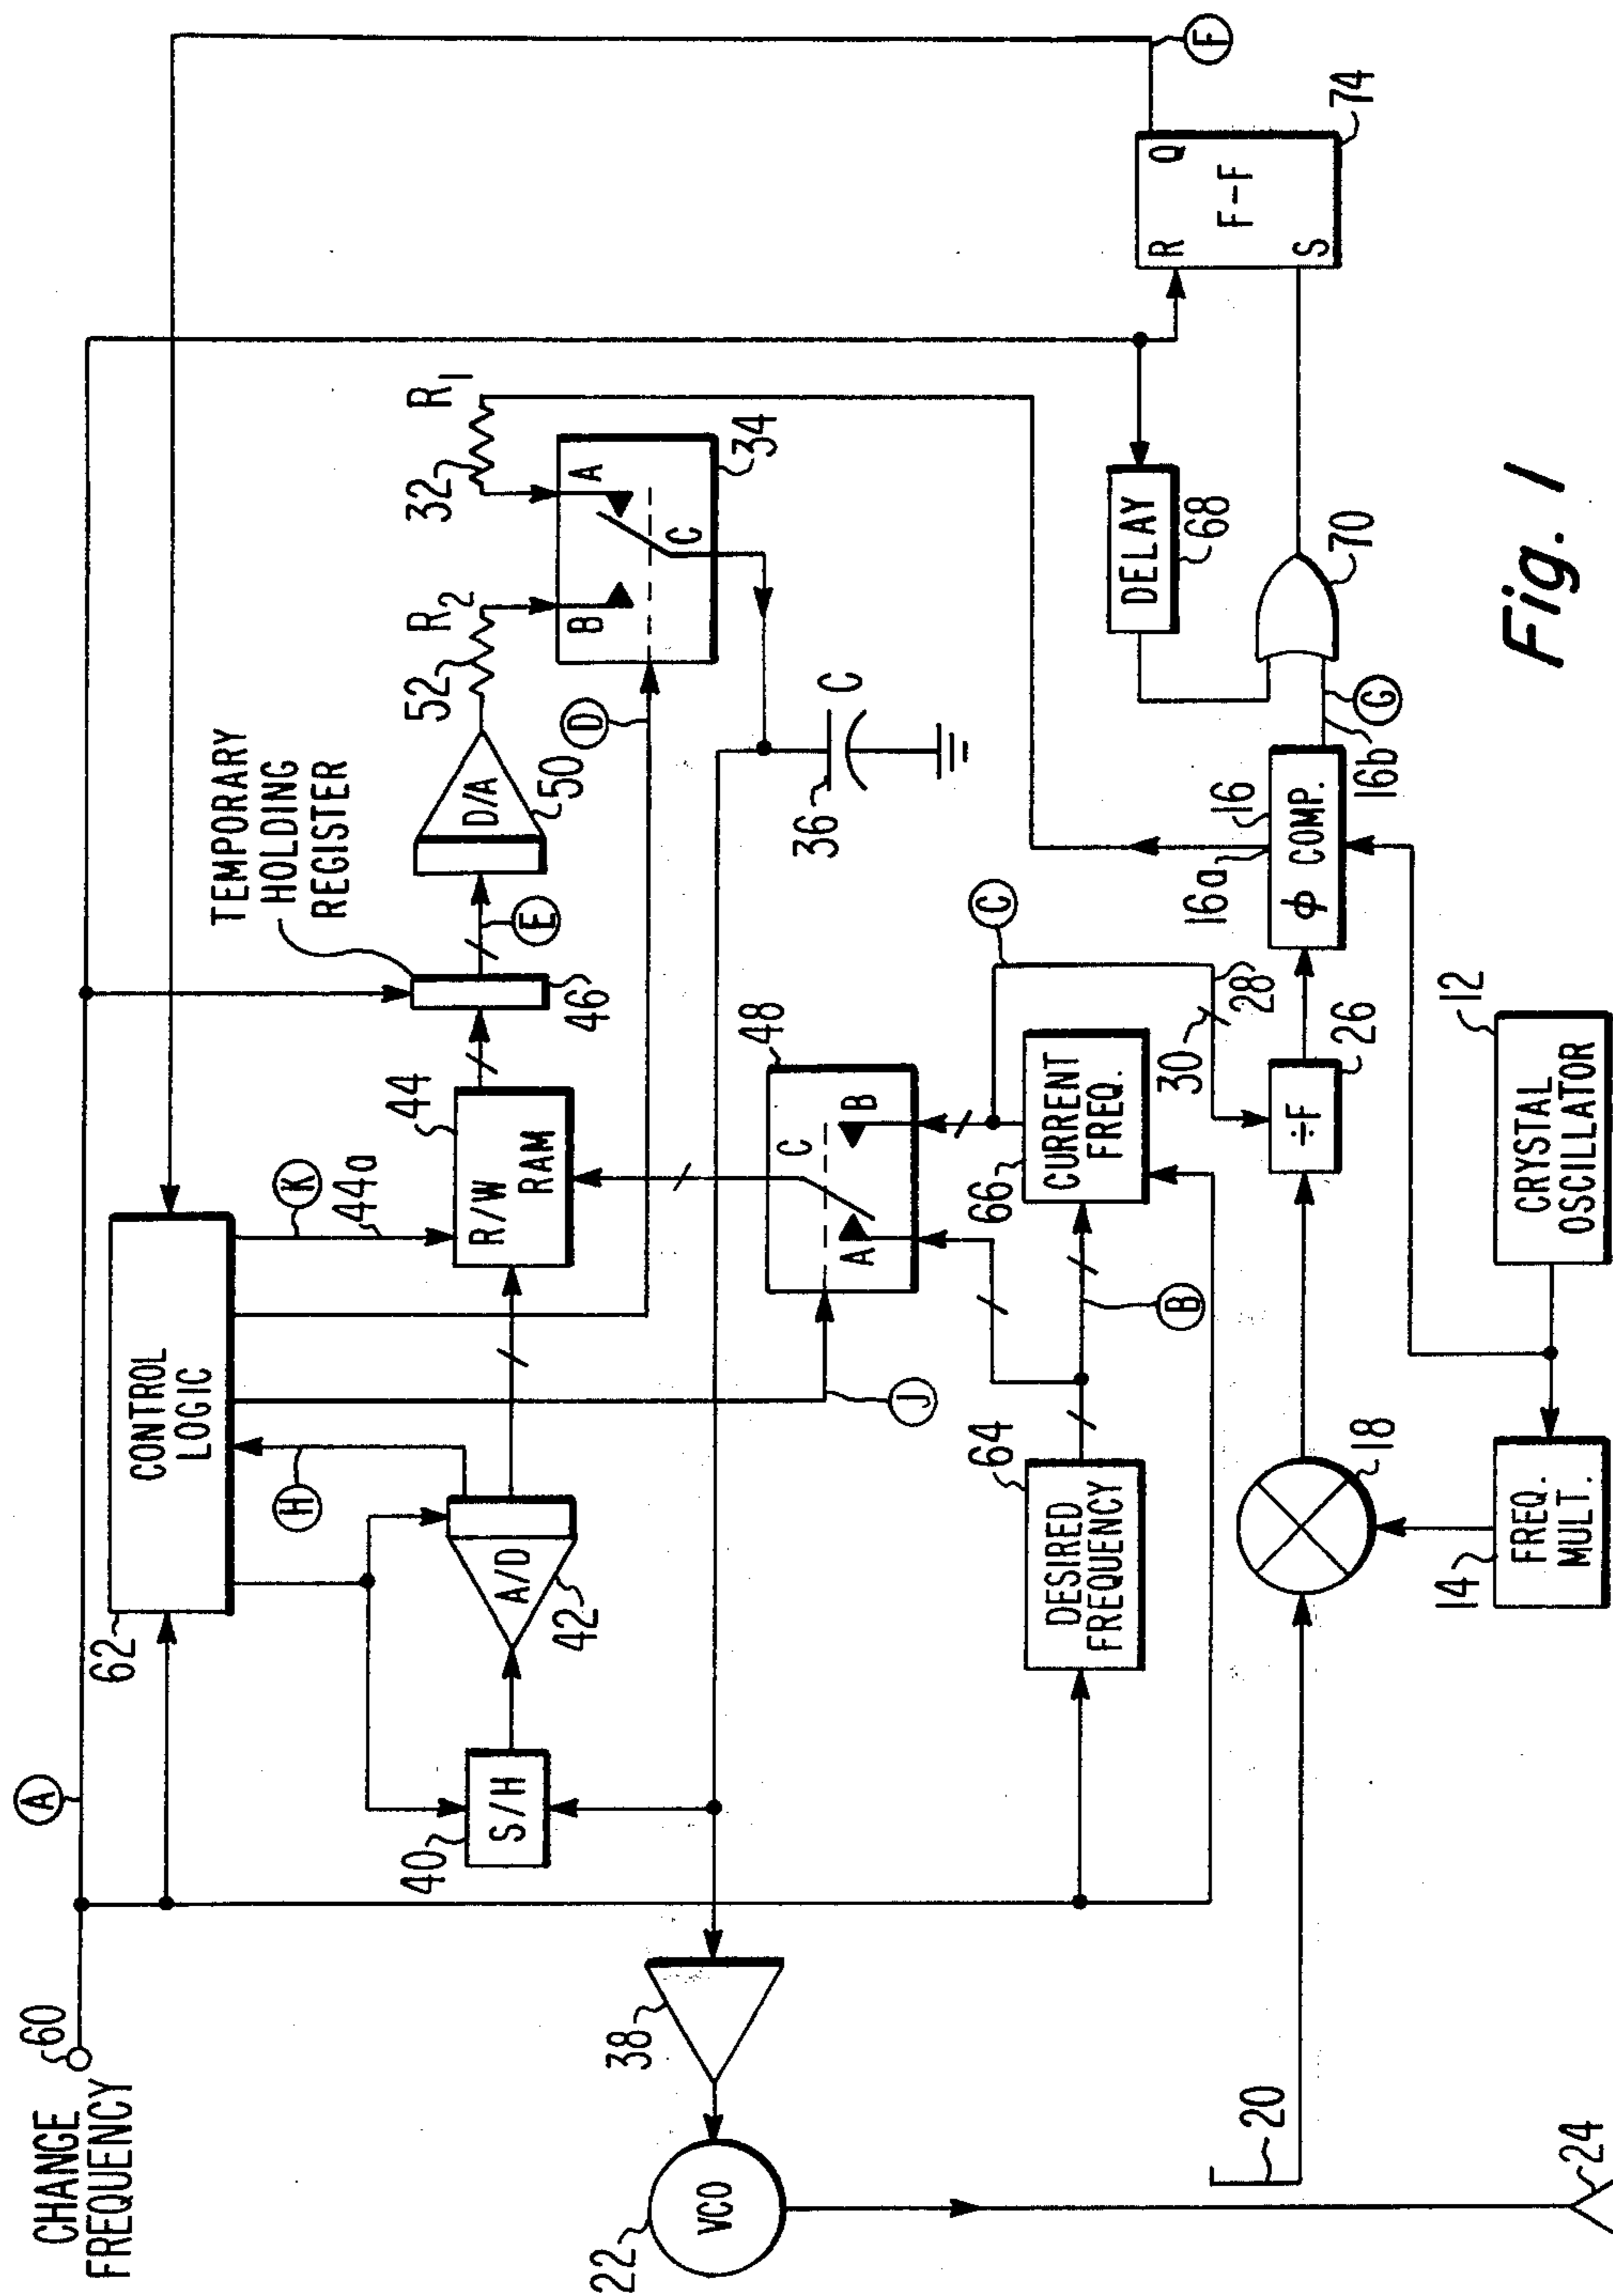 CHANGE
FREQUENCY
60
A
62
CONTROL
LOGIC
F
K
44a
H
40
S/H
A/D
42
44
R/W
RAM
TEMPORARY
HOLDING
REGISTER
46
E
D/A
50
52
R2
32
R1
D
B
A
C
34
J
36
C
48
A
C
B
22
VCO
38
64
DESIRED
FREQUENCY
B
66
CURRENT
FREQ.
C
30
28
DELAY
68
R
Q
F-F
S
74
20
18
÷F
26
16a
16
φ COMP.
16b
G
70
24
14
FREQ.
MULT.
12
CRYSTAL
OSCILLATOR
Fig. 1